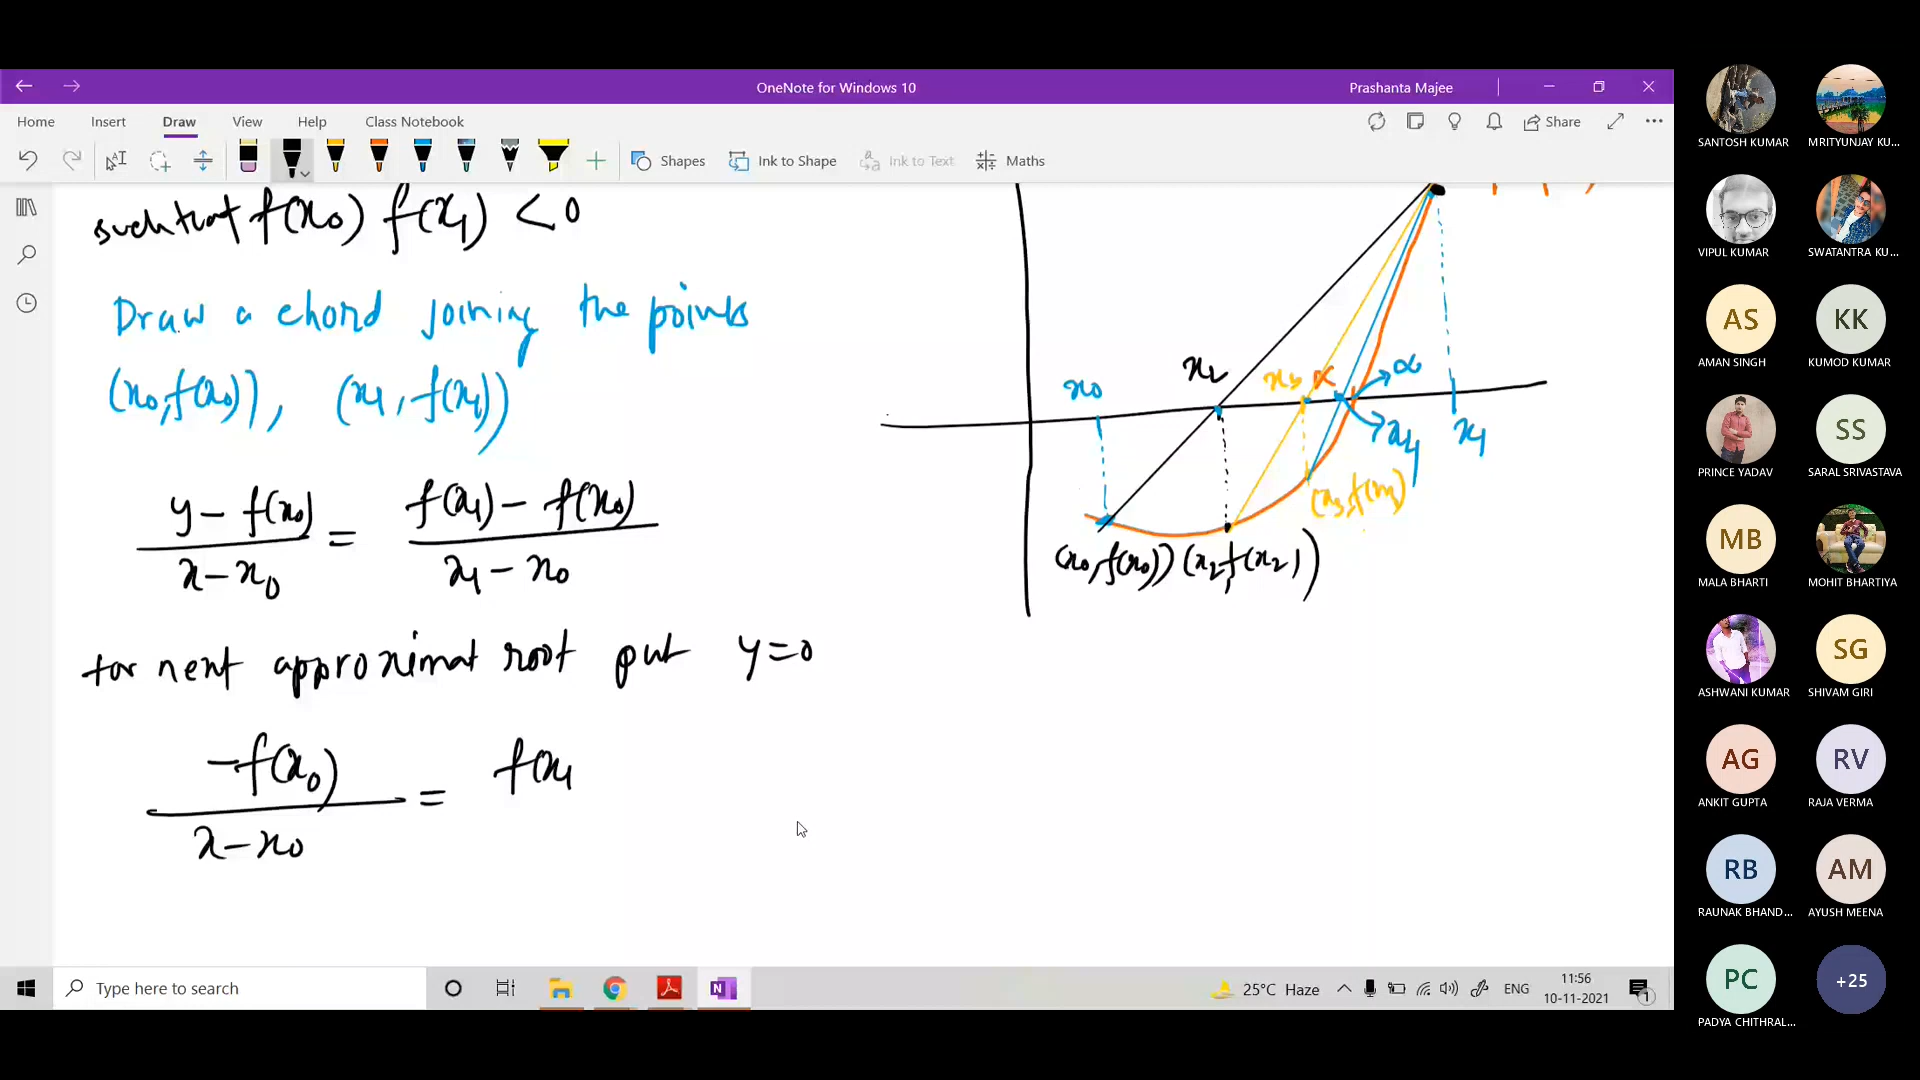 OneNote for Windows 10
Prashanta Majee
Home Insert Draw View Help Class Notebook
Share
Shapes Ink to Shape Ink to Text Maths
such that f(x0) f(x1) < 0
Draw a chord joining the points
(x0, f(x0)), (x1, f(x1))
y - f(x0) / x - x0 = f(x1) - f(x0) / x1 - x0
for next approximat root put y=0
-f(x0) / x - x0 = f(x1
x0
x2
x3
α
α
x4
x1
(x3, f(x3)
(x0, f(x0)) (x2, f(x2))
Type here to search
25°C Haze
ENG
11:56
10-11-2021
1
SANTOSH KUMAR
MRITYUNJAY KU...
VIPUL KUMAR
SWATANTRA KU...
AS
AMAN SINGH
KK
KUMOD KUMAR
PRINCE YADAV
SS
SARAL SRIVASTAVA
MB
MALA BHARTI
MOHIT BHARTIYA
ASHWANI KUMAR
SG
SHIVAM GIRI
AG
ANKIT GUPTA
RV
RAJA VERMA
RB
RAUNAK BHAND...
AM
AYUSH MEENA
PC
PADYA CHITHRAL...
+25